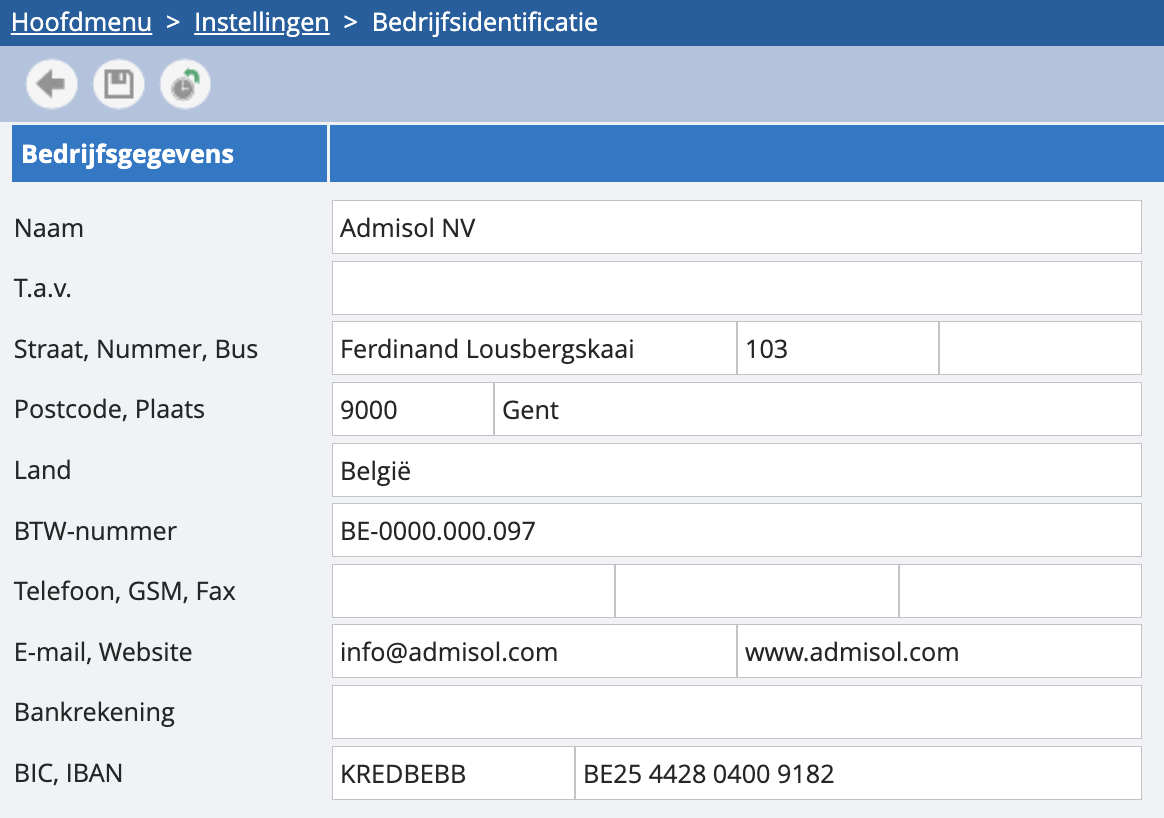 Hoofdmenu > Instellingen > Bedrijfsidentificatie
Bedrijfsgegevens
Naam Admisol NV
T.a.v.
Straat, Nummer, Bus Ferdinand Lousbergskaai 103
Postcode, Plaats 9000 Gent
Land België
BTW-nummer BE-0000.000.097
Telefoon, GSM, Fax
E-mail, Website info@admisol.com www.admisol.com
Bankrekening
BIC, IBAN KREDBEBB BE25 4428 0400 9182